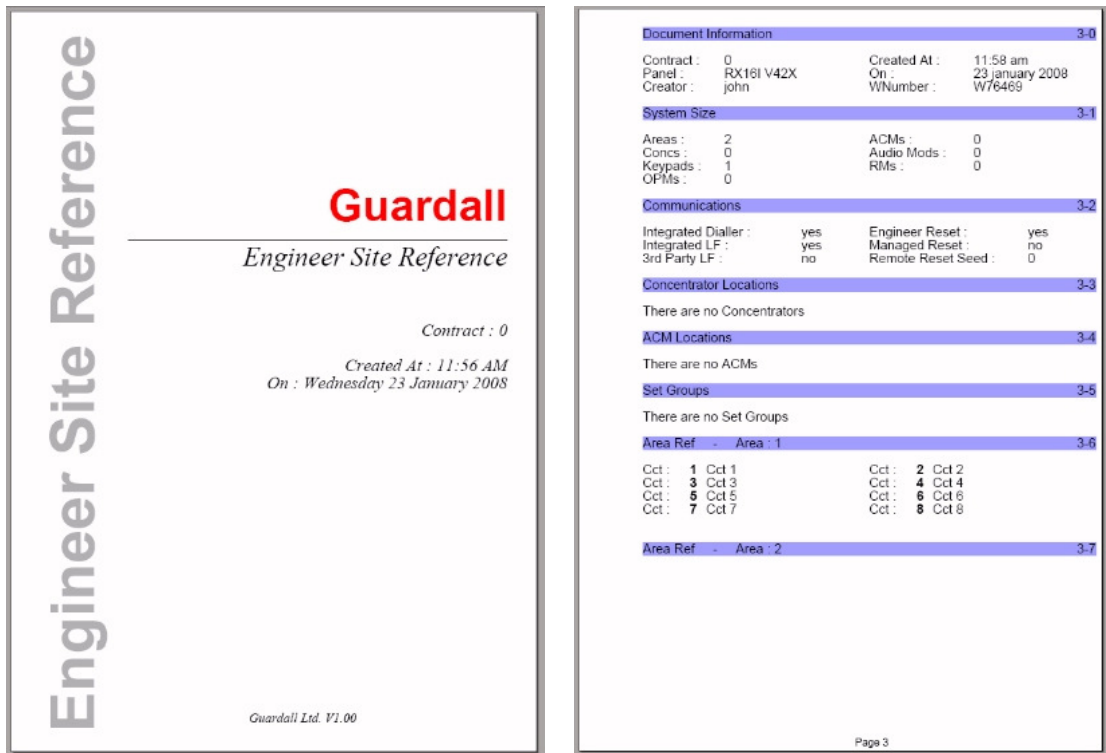 Engineer Site Reference
Guardall
Engineer Site Reference
Contract : 0
Created At : 11:56 AM
On : Wednesday 23 January 2008
Guardall Ltd. V1.00
Document Information 3-0
Contract : 0 Created At : 11:58 am
Panel : RX16I V42X On : 23 january 2008
Creator : john WNumber : W76469
System Size 3-1
Areas : 2 ACMs : 0
Concs : 0 Audio Mods : 0
Keypads : 1 RMs : 0
OPMs : 0
Communications 3-2
Integrated Dialler : yes Engineer Reset : yes
Integrated LF : yes Managed Reset : no
3rd Party LF : no Remote Reset Seed : 0
Concentrator Locations 3-3
There are no Concentrators
ACM Locations 3-4
There are no ACMs
Set Groups 3-5
There are no Set Groups
Area Ref - Area : 1 3-6
Cct : 1 Cct 1 Cct : 2 Cct 2
Cct : 3 Cct 3 Cct : 4 Cct 4
Cct : 5 Cct 5 Cct : 6 Cct 6
Cct : 7 Cct 7 Cct : 8 Cct 8
Area Ref - Area : 2 3-7
Page 3